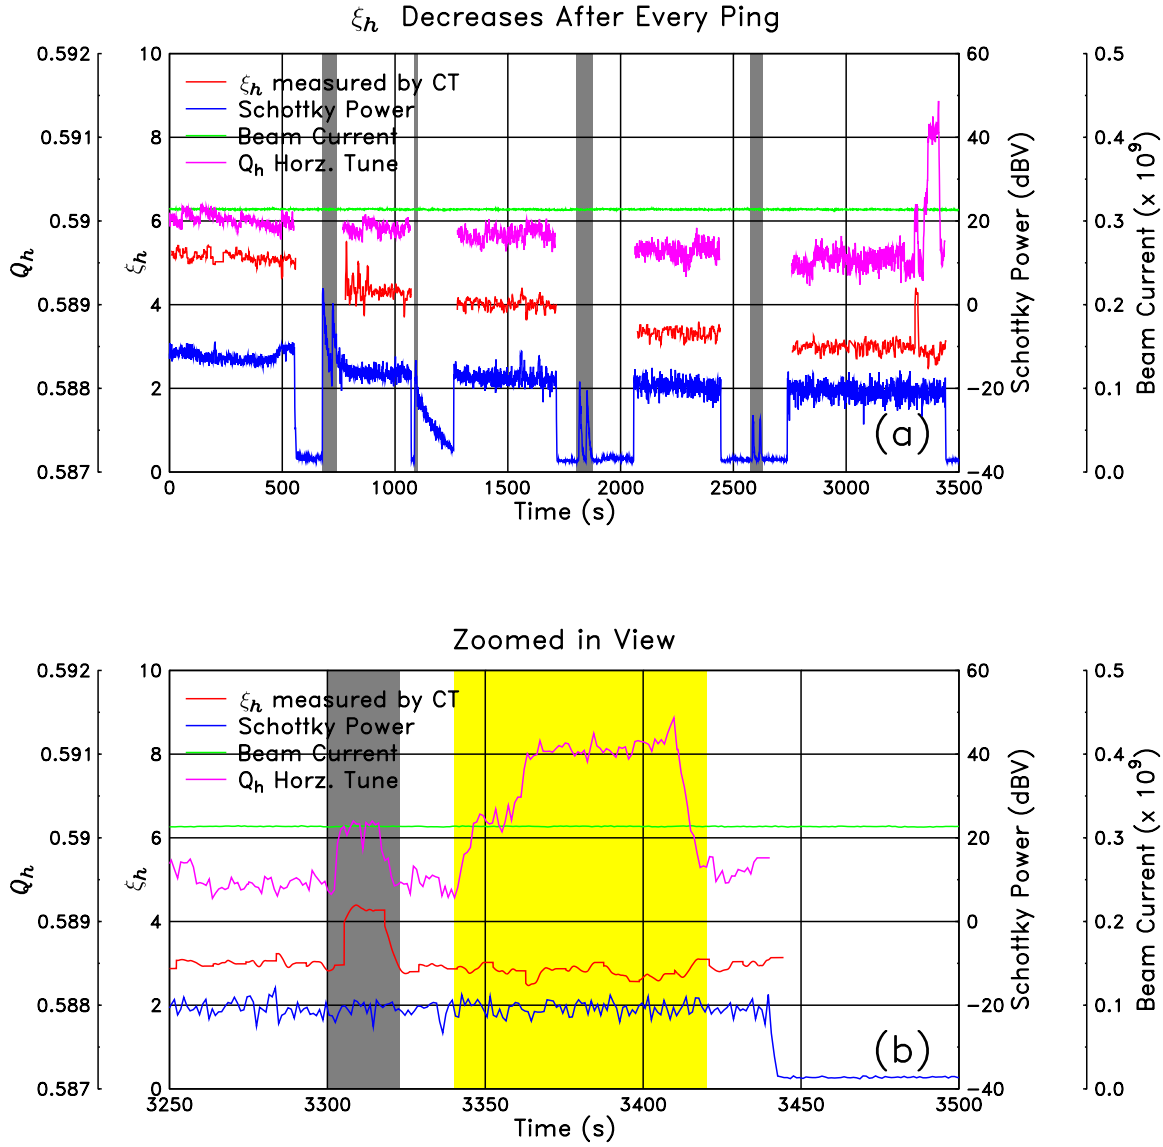 ξh Decreases After Every Ping
0.592 10 60 0.5
ξh measured by CT
Schottky Power
0.591 8 40 0.4
Beam Current
Qh Horz. Tune
0.59 6 20 0.3
Qh ξh Schottky Power (dBV) Beam Current (x 10^9)
0.589 4 0 0.2
0.588 2 −20 0.1
(a)
0.587 0 −40 0.0
0 500 1000 1500 2000 2500 3000 3500
Time (s)
Zoomed in View
0.592 10 60 0.5
ξh measured by CT
Schottky Power
0.591 8 40 0.4
Beam Current
Qh Horz. Tune
0.59 6 20 0.3
Qh ξh Schottky Power (dBV) Beam Current (x 10^9)
0.589 4 0 0.2
0.588 2 −20 0.1
(b)
0.587 0 −40 0.0
3250 3300 3350 3400 3450 3500
Time (s)